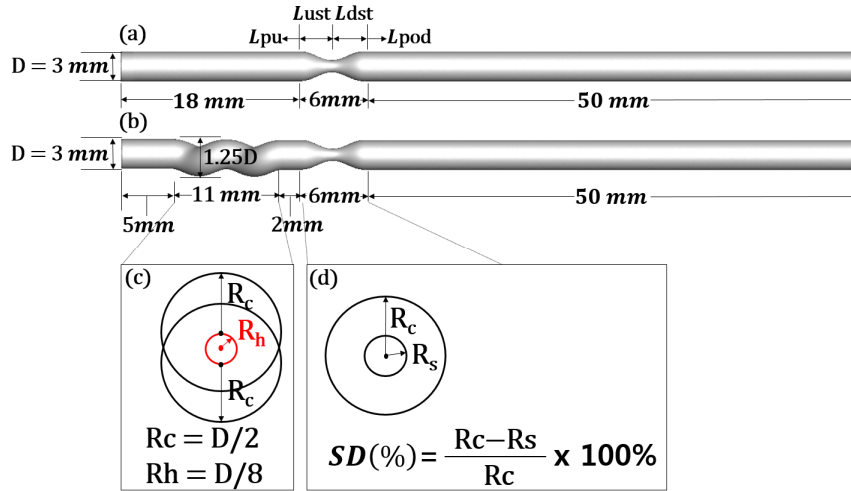 (a)
Lust Ldst
Lpu Lpod
D = 3 mm
18 mm 6mm 50 mm
(b)
D = 3 mm
1.25D
11 mm 6mm 50 mm
5mm 2mm
(c)
Rc
Rh
Rc
Rc = D/2
Rh = D/8
(d)
Rc
Rs
SD(%) = Rc−Rs / Rc x 100%